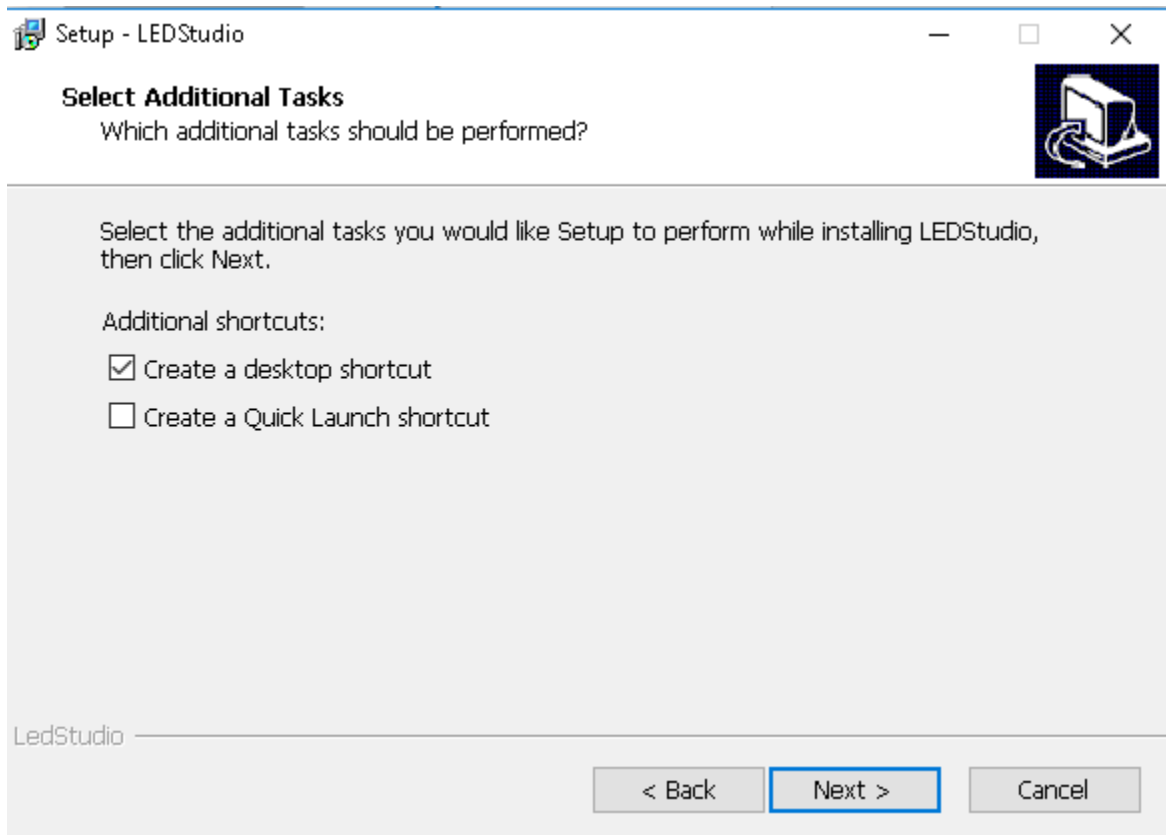 Setup - LEDStudio
Select Additional Tasks
Which additional tasks should be performed?
Select the additional tasks you would like Setup to perform while installing LEDStudio,
then click Next.
Additional shortcuts:
Create a desktop shortcut
Create a Quick Launch shortcut
LedStudio
< Back Next > Cancel